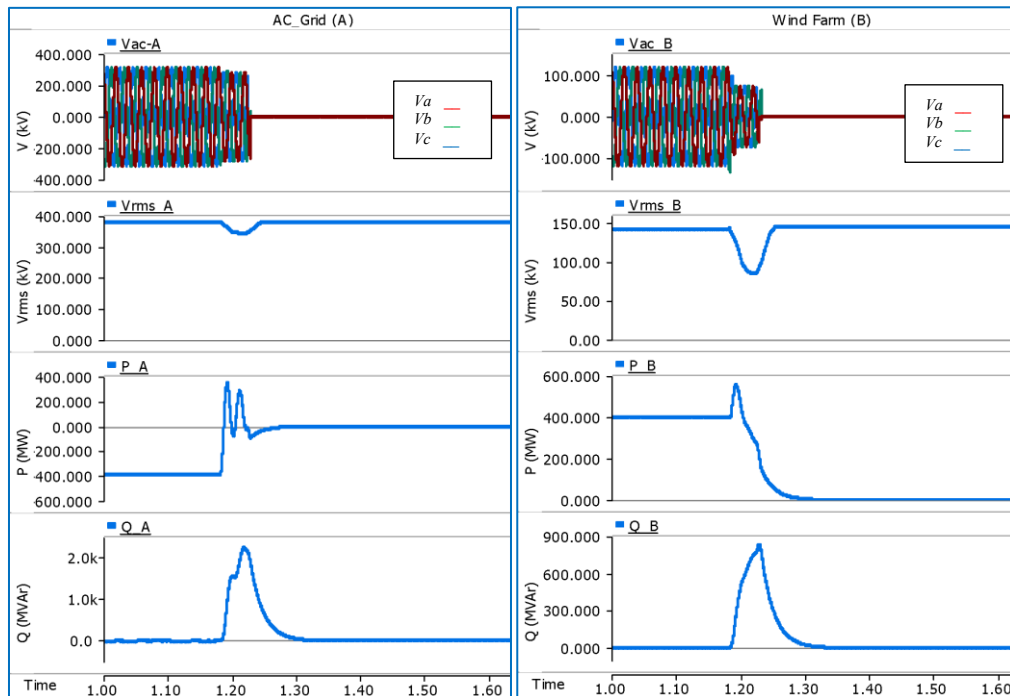 AC_Grid (A)
Vac-A
400.000
200.000
0.000
-200.000
-400.000
V (kV)
Va
Vb
Vc
Vrms_A
400.000
300.000
200.000
100.000
0.000
Vrms (kV)
P_A
400.000
200.000
0.000
-200.000
-400.000
-600.000
P (MW)
Q_A
2.0k
1.0k
0.0
Q (MVAr)
Time 1.00 1.10 1.20 1.30 1.40 1.50 1.60
Wind Farm (B)
Vac_B
100.000
0.000
-100.000
V (kV)
Va
Vb
Vc
Vrms_B
150.00
100.00
50.00
0.00
Vrms (kV)
P_B
600.000
400.000
200.000
0.000
P (MW)
Q_B
900.000
600.000
300.000
0.000
Q (MVAr)
Time 1.00 1.10 1.20 1.30 1.40 1.50 1.60